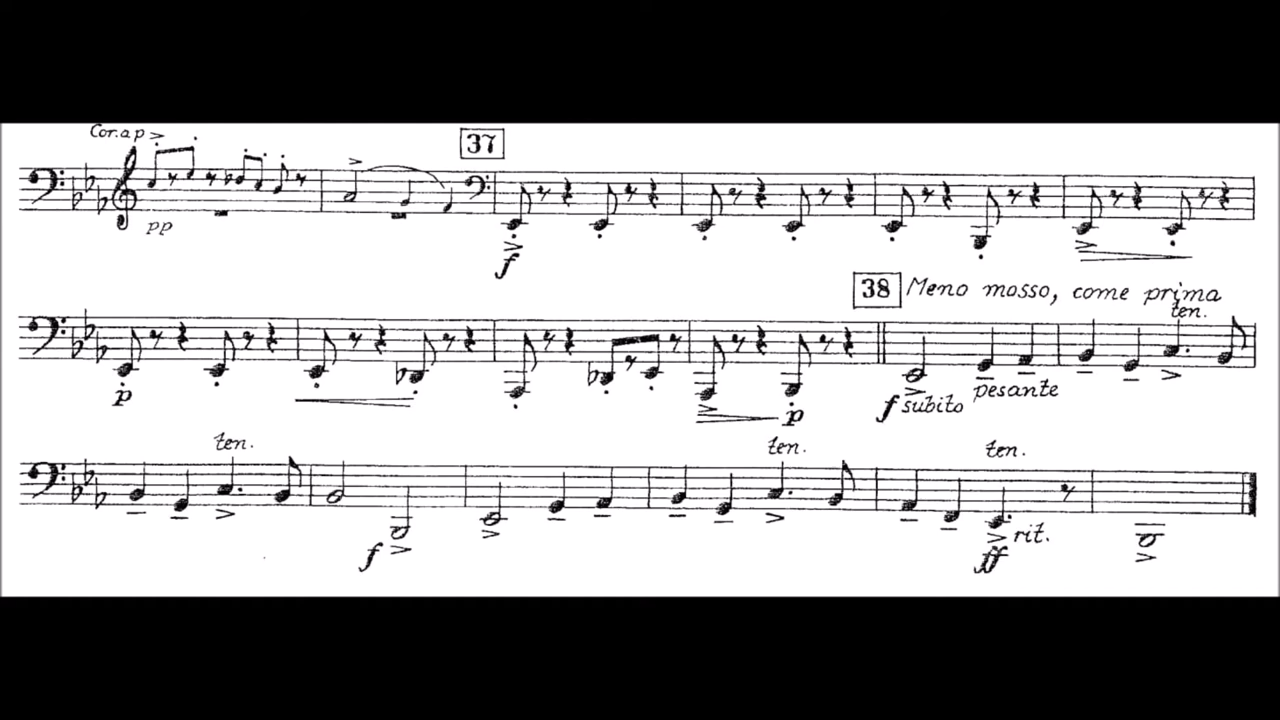 Cor. a p
37
pp
f
38 Meno mosso, come prima
ten.
p
p
f subito pesante
ten.
ten.
ten.
f
rit.
ff